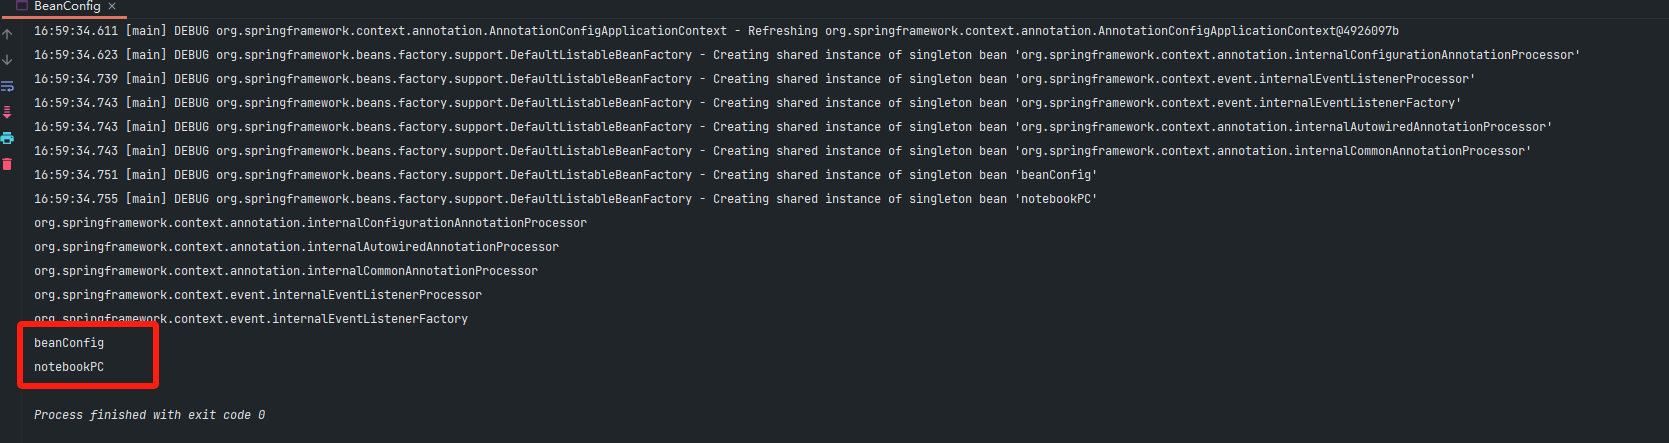 BeanConfig ×
16:59:34.611 [main] DEBUG org.springframework.context.annotation.AnnotationConfigApplicationContext - Refreshing org.springframework.context.annotation.AnnotationConfigApplicationContext@4926097b
16:59:34.623 [main] DEBUG org.springframework.beans.factory.support.DefaultListableBeanFactory - Creating shared instance of singleton bean 'org.springframework.context.annotation.internalConfigurationAnnotationProcessor'
16:59:34.739 [main] DEBUG org.springframework.beans.factory.support.DefaultListableBeanFactory - Creating shared instance of singleton bean 'org.springframework.context.event.internalEventListenerProcessor'
16:59:34.743 [main] DEBUG org.springframework.beans.factory.support.DefaultListableBeanFactory - Creating shared instance of singleton bean 'org.springframework.context.event.internalEventListenerFactory'
16:59:34.743 [main] DEBUG org.springframework.beans.factory.support.DefaultListableBeanFactory - Creating shared instance of singleton bean 'org.springframework.context.annotation.internalAutowiredAnnotationProcessor'
16:59:34.743 [main] DEBUG org.springframework.beans.factory.support.DefaultListableBeanFactory - Creating shared instance of singleton bean 'org.springframework.context.annotation.internalCommonAnnotationProcessor'
16:59:34.751 [main] DEBUG org.springframework.beans.factory.support.DefaultListableBeanFactory - Creating shared instance of singleton bean 'beanConfig'
16:59:34.755 [main] DEBUG org.springframework.beans.factory.support.DefaultListableBeanFactory - Creating shared instance of singleton bean 'notebookPC'
org.springframework.context.annotation.internalConfigurationAnnotationProcessor
org.springframework.context.annotation.internalAutowiredAnnotationProcessor
org.springframework.context.annotation.internalCommonAnnotationProcessor
org.springframework.context.event.internalEventListenerProcessor
org.springframework.context.event.internalEventListenerFactory
beanConfig
notebookPC
Process finished with exit code 0